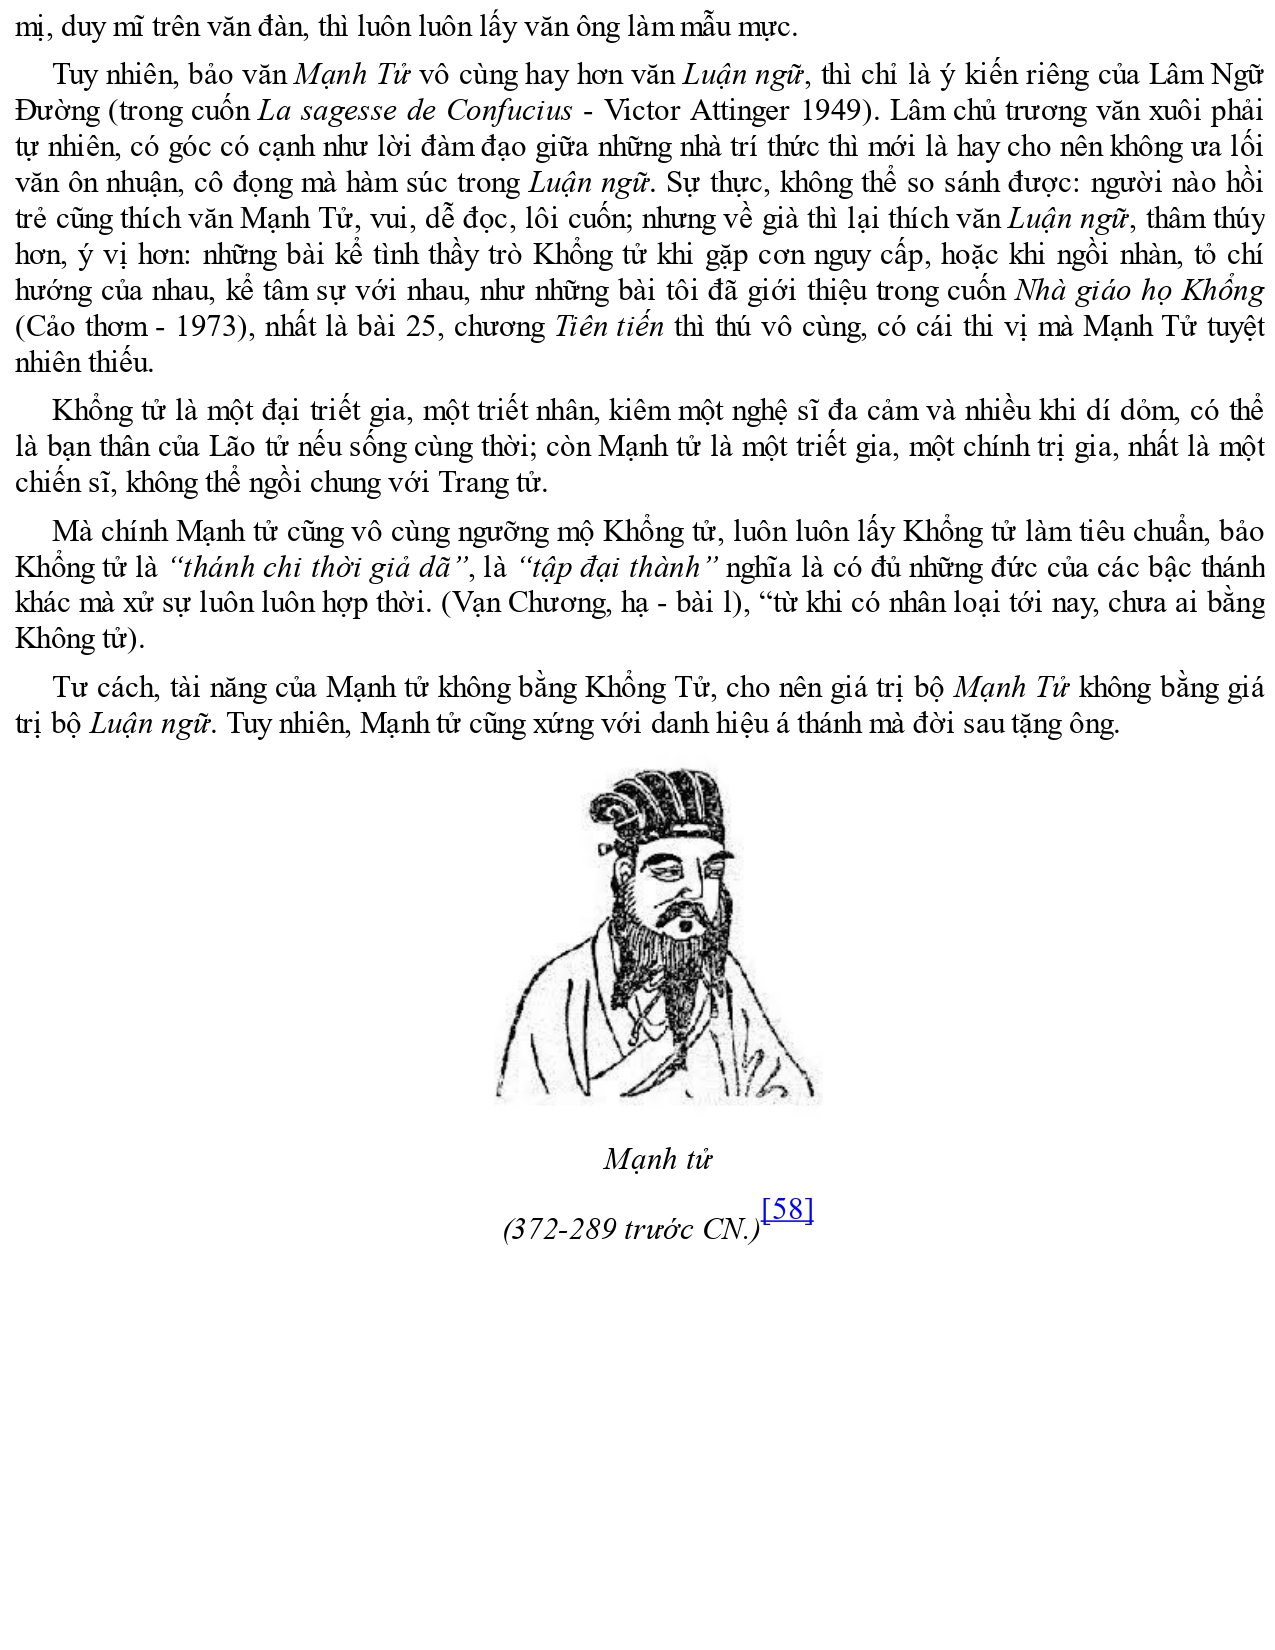 mị, duy mĩ trên văn đàn, thì luôn luôn lấy văn ông làm mẫu mực.
Tuy nhiên, bảo văn Mạnh Tử vô cùng hay hơn văn Luận ngữ, thì chỉ là ý kiến riêng của Lâm Ngữ
Đường (trong cuốn La sagesse de Confucius - Victor Attinger 1949). Lâm chủ trương văn xuôi phải
tự nhiên, có góc có cạnh như lời đàm đạo giữa những nhà trí thức thì mới là hay cho nên không ưa lối
văn ôn nhuận, cô đọng mà hàm súc trong Luận ngữ. Sự thực, không thể so sánh được: người nào hồi
trẻ cũng thích văn Mạnh Tử, vui, dễ đọc, lôi cuốn; nhưng về già thì lại thích văn Luận ngữ, thâm thúy
hơn, ý vị hơn: những bài kể tình thầy trò Khổng tử khi gặp cơn nguy cấp, hoặc khi ngồi nhàn, tỏ chí
hướng của nhau, kể tâm sự với nhau, như những bài tôi đã giới thiệu trong cuốn Nhà giáo họ Khổng
(Cảo thơm - 1973), nhất là bài 25, chương Tiên tiến thì thú vô cùng, có cái thi vị mà Mạnh Tử tuyệt
nhiên thiếu.
Khổng tử là một đại triết gia, một triết nhân, kiêm một nghệ sĩ đa cảm và nhiều khi dí dỏm, có thể
là bạn thân của Lão tử nếu sống cùng thời; còn Mạnh tử là một triết gia, một chính trị gia, nhất là một
chiến sĩ, không thể ngồi chung với Trang tử.
Mà chính Mạnh tử cũng vô cùng ngưỡng mộ Khổng tử, luôn luôn lấy Khổng tử làm tiêu chuẩn, bảo
Khổng tử là “thánh chi thời giả dã”, là “tập đại thành” nghĩa là có đủ những đức của các bậc thánh
khác mà xử sự luôn luôn hợp thời. (Vạn Chương, hạ - bài l), “từ khi có nhân loại tới nay, chưa ai bằng
Không tử).
Tư cách, tài năng của Mạnh tử không bằng Khổng Tử, cho nên giá trị bộ Mạnh Tử không bằng giá
trị bộ Luận ngữ. Tuy nhiên, Mạnh tử cũng xứng với danh hiệu á thánh mà đời sau tặng ông.
Mạnh tử
(372-289 trước CN.)[58]